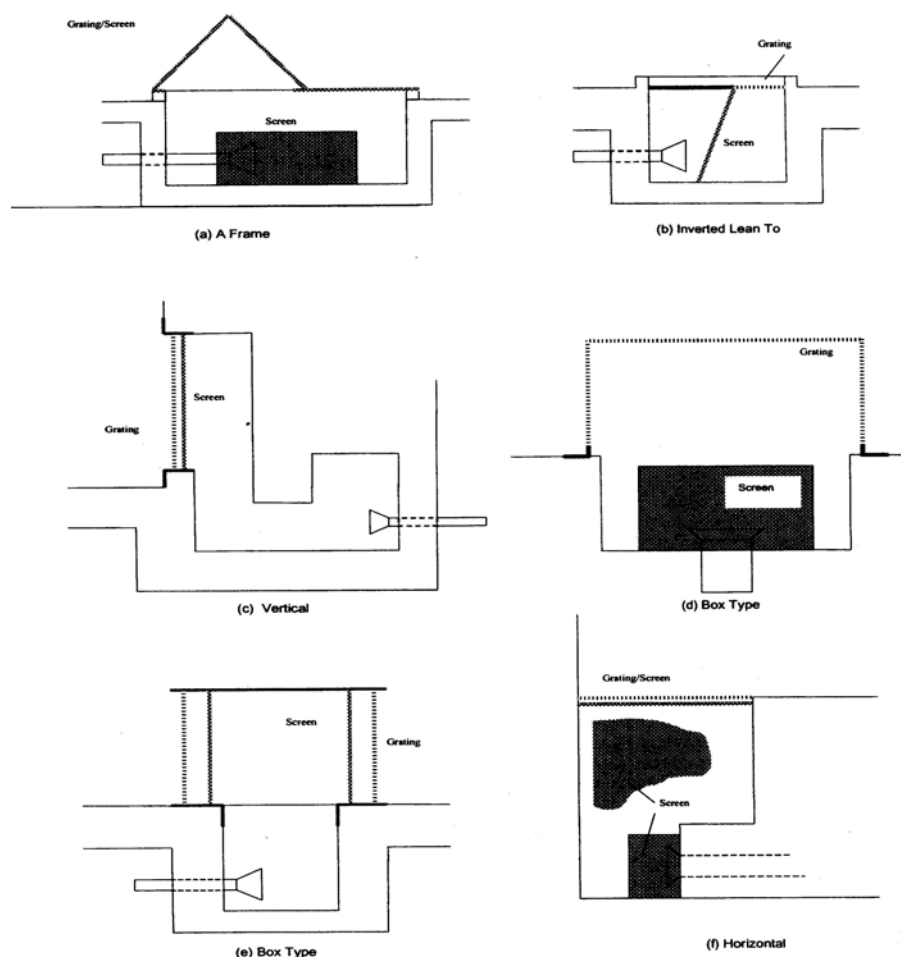 Grating/Screen
Screen
(a) A Frame
Grating
Screen
(b) Inverted Lean To
Screen
Grating
(c) Vertical
Grating
Screen
(d) Box Type
Screen
Grating
(e) Box Type
Grating/Screen
Screen
(f) Horizontal